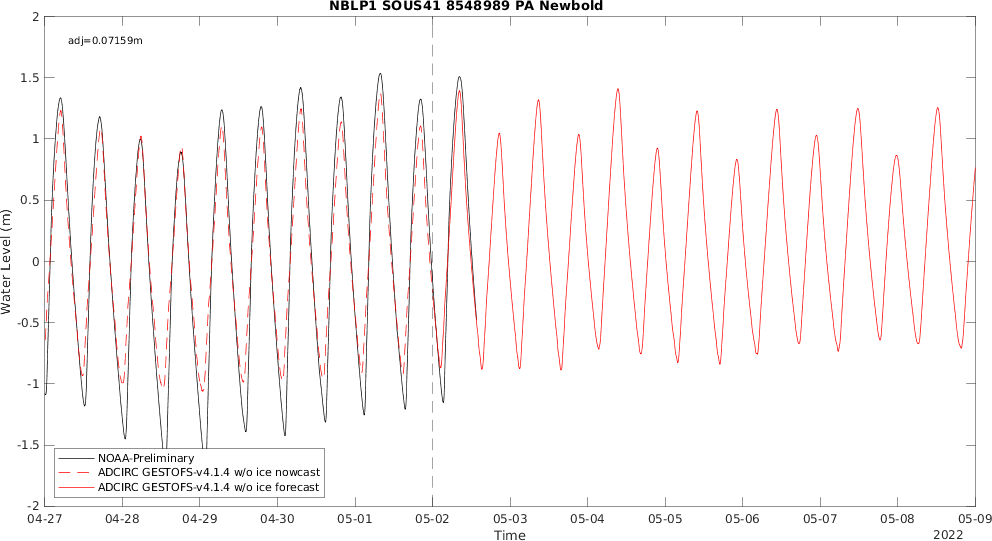 NBLP1 SOUS41 8548989 PA Newbold
adj=0.07159m
2
1.5
1
0.5
0
-0.5
-1
-1.5
-2
Water Level (m)
NOAA-Preliminary
ADCIRC GESTOFS-v4.1.4 w/o ice nowcast
ADCIRC GESTOFS-v4.1.4 w/o ice forecast
04-27 04-28 04-29 04-30 05-01 05-02 05-03 05-04 05-05 05-06 05-07 05-08 05-09
Time
2022